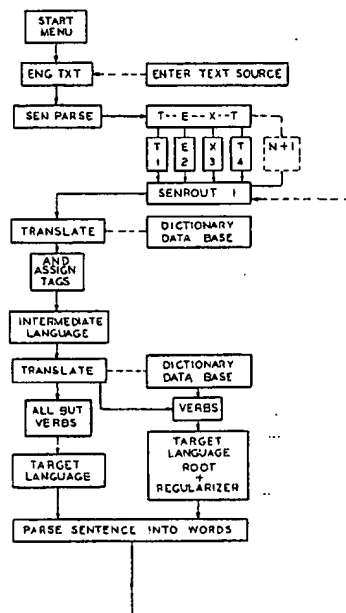 START
MENU
ENG TXT
ENTER TEXT SOURCE
SEN PARSE
T--E--X--T
T
1
E
2
X
3
T
4
N+1
SENROUT 1
TRANSLATE
DICTIONARY
DATA BASE
AND
ASSIGN
TAGS
INTERMEDIATE
LANGUAGE
TRANSLATE
DICTIONARY
DATA BASE
ALL BUT
VERBS
VERBS
TARGET
LANGUAGE
TARGET
LANGUAGE
ROOT
+
REGULARIZER
PARSE SENTENCE INTO WORDS